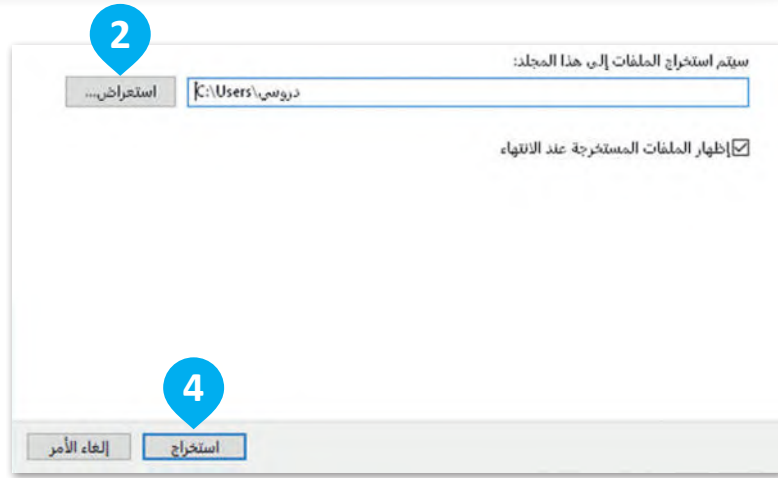 2
سيتم استخراج الملفات إلى هذا المجلد:
C:\Users\دروسي
استعراض...
إظهار الملفات المستخرجة عند الانتهاء
4
استخراج
إلغاء الأمر